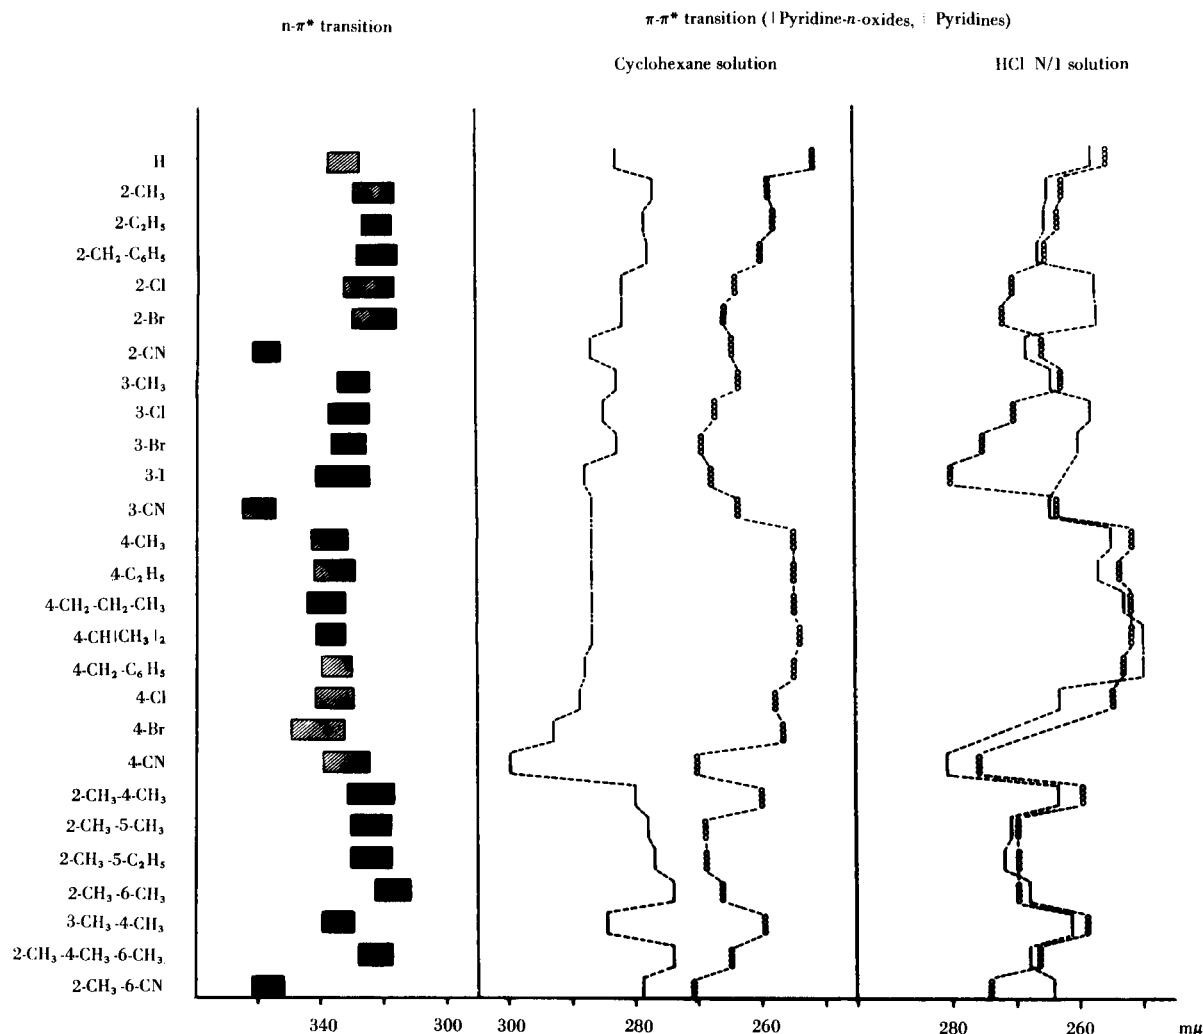 n-π* transition
π-π* transition ( | Pyridine-n-oxides, ⁞ Pyridines)
Cyclohexane solution
HCl N/1 solution
H
2-CH₃
2-C₂H₅
2-CH₂-C₆H₅
2-Cl
2-Br
2-CN
3-CH₃
3-Cl
3-Br
3-I
3-CN
4-CH₃
4-C₂H₅
4-CH₂-CH₂-CH₃
4-CH|CH₃|₂
4-CH₂-C₆H₅
4-Cl
4-Br
4-CN
2-CH₃-4-CH₃
2-CH₃-5-CH₃
2-CH₃-5-C₂H₅
2-CH₃-6-CH₃
3-CH₃-4-CH₃
2-CH₃-4-CH₃-6-CH₃
2-CH₃-6-CN
340 300 300 280 260 280 260 mμ